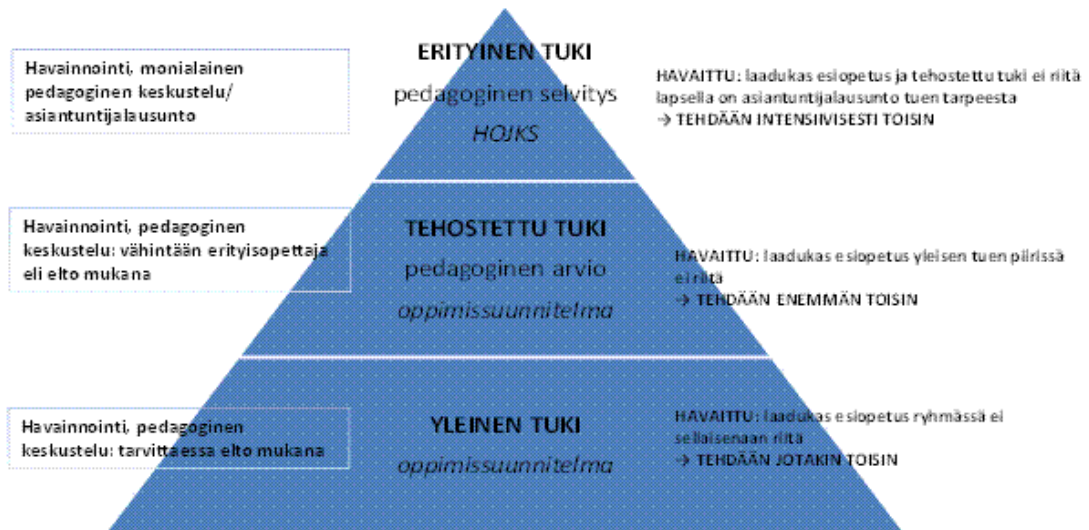 ERITYINEN TUKI
pedagoginen selvitys
HOJKS
Havainnointi, monialainen
pedagoginen keskustelu/
asiantuntijalausunto
HAVAITTU: laadukas esiopetus ja tehostettu tuki ei riitä
lapsella on asiantuntijalausunto tuen tarpeesta
→ TEHDÄÄN INTENSIIVISESTI TOISIN
Havainnointi, pedagoginen
keskustelu: vähintään erityisopettaja
eli elto mukana
TEHOSTETTU TUKI
pedagoginen arvio
oppimissuunnitelma
HAVAITTU: laadukas esiopetus yleisen tuen piirissä
ei riitä
→ TEHDÄÄN ENEMMÄN TOISIN
Havainnointi, pedagoginen
keskustelu: tarvittaessa elto mukana
YLEINEN TUKI
oppimissuunnitelma
HAVAITTU: laadukas esiopetus ryhmässä ei
sellaisenaan riitä
→ TEHDÄÄN JOTAKIN TOISIN